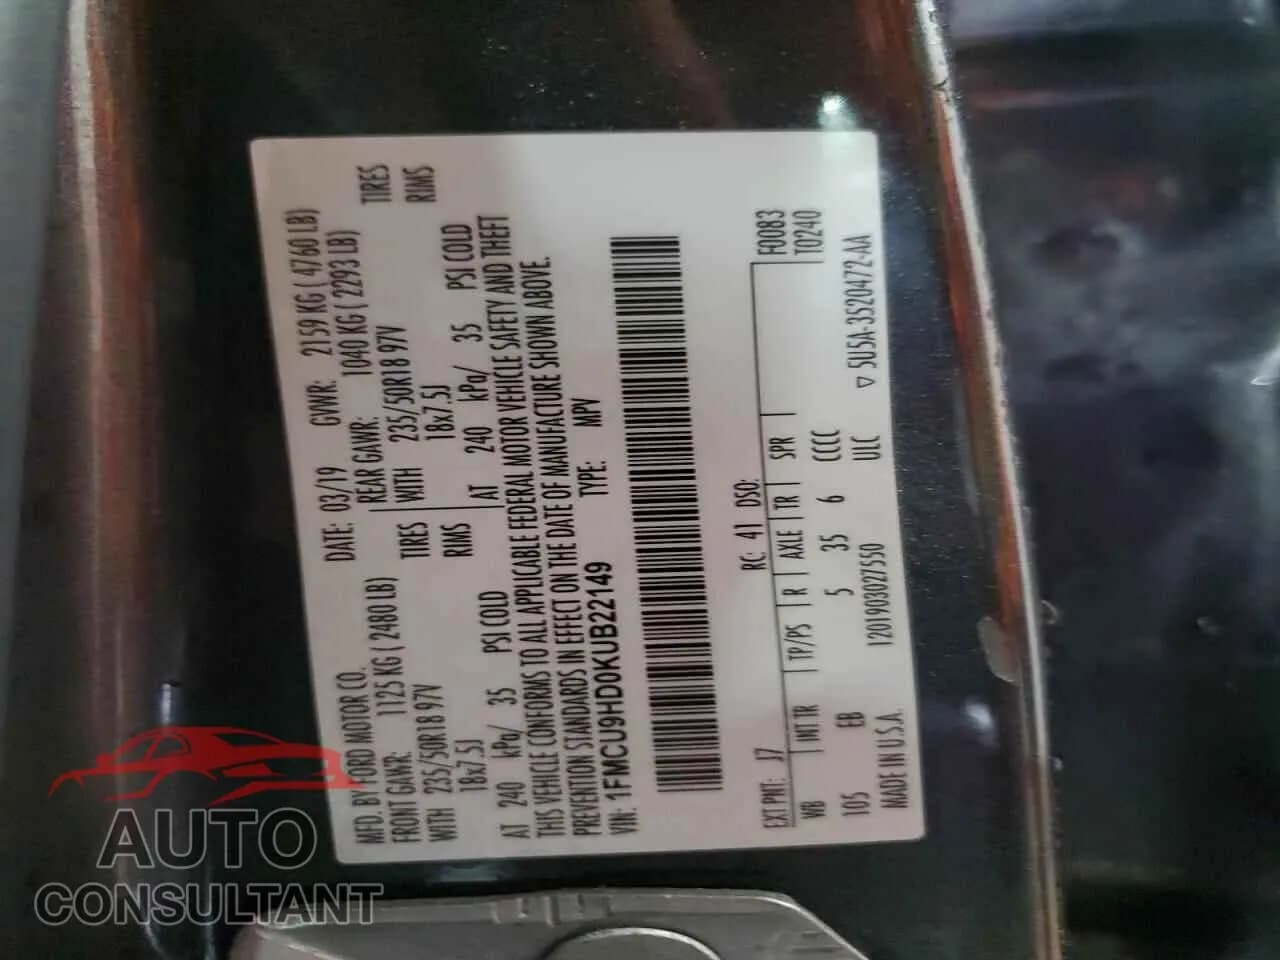 MFD. BY FORD MOTOR CO.
DATE: 03/19 GVWR: 2159 KG ( 4760 LB)
FRONT GAWR: 1125 KG ( 2480 LB)
REAR GAWR: 1040 KG ( 2293 LB)
WITH 235/50R18 97V TIRES
WITH 235/50R18 97V TIRES
18x7.5J RIMS
18x7.5J RIMS
AT 240 kPa/ 35 PSI COLD
AT 240 kPa/ 35 PSI COLD
THIS VEHICLE CONFORMS TO ALL APPLICABLE FEDERAL MOTOR VEHICLE SAFETY AND THEFT
PREVENTION STANDARDS IN EFFECT ON THE DATE OF MANUFACTURE SHOWN ABOVE.
VIN: 1FMCU9HD0KUB22149 TYPE: MPV
EXT PNT: J7 RC: 41 DSO: F0083
WB INT TR TP/PS R AXLE TR SPR T0240
105 EB 5 35 6 CCCC
MADE IN U.S.A. 1201903027550 ULC ▽ 5U5A-3520472-AA
AUTO
CONSULTANT